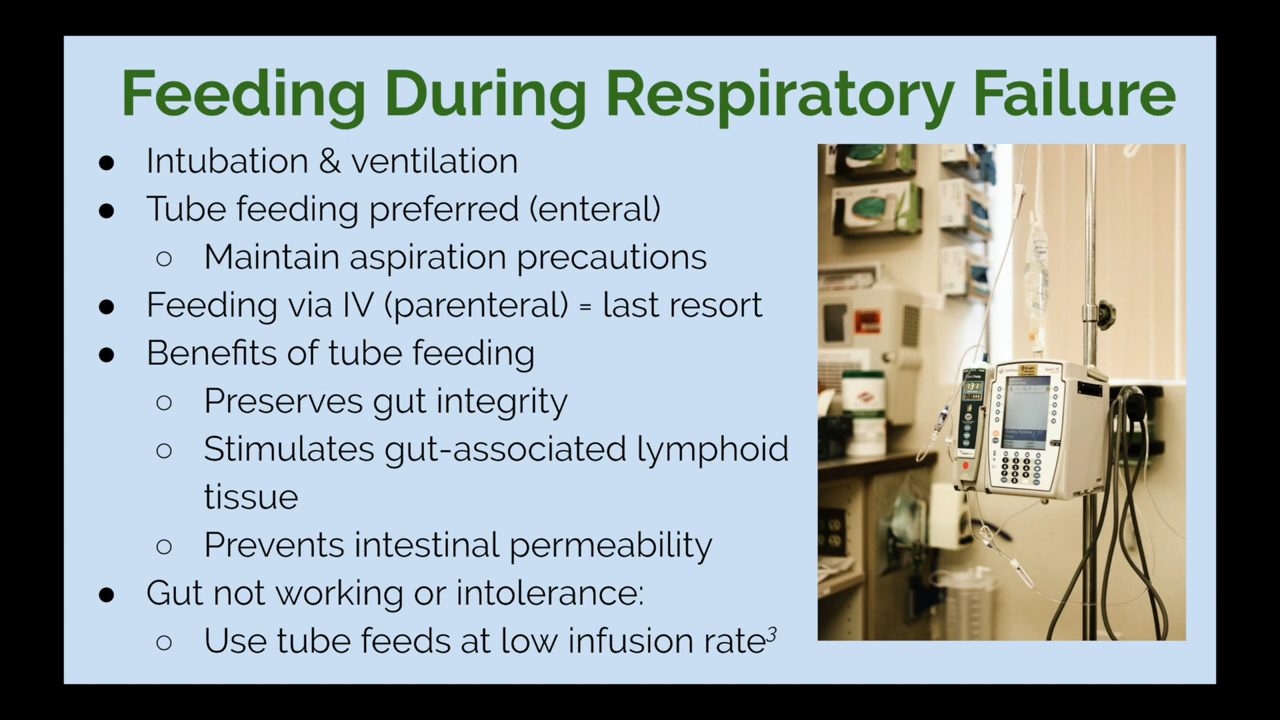 Feeding During Respiratory Failure
● Intubation & ventilation
● Tube feeding preferred (enteral)
○ Maintain aspiration precautions
● Feeding via IV (parenteral) = last resort
● Benefits of tube feeding
○ Preserves gut integrity
○ Stimulates gut-associated lymphoid
tissue
○ Prevents intestinal permeability
● Gut not working or intolerance:
○ Use tube feeds at low infusion rate³